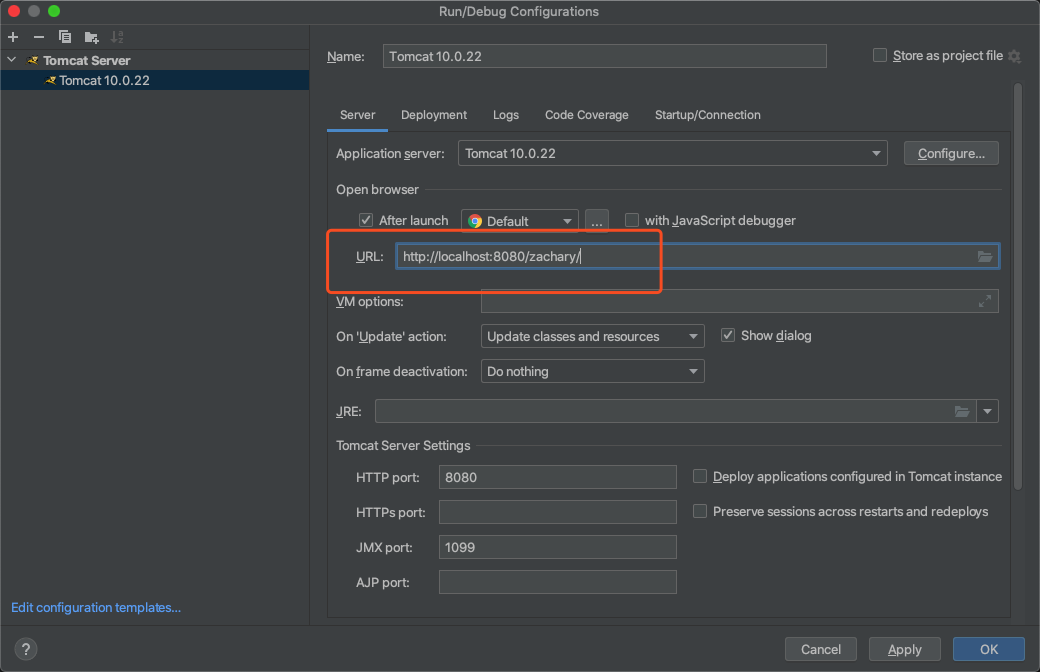 Run/Debug Configurations
Tomcat Server
Tomcat 10.0.22
Name: Tomcat 10.0.22 Store as project file
Server Deployment Logs Code Coverage Startup/Connection
Application server: Tomcat 10.0.22 Configure...
Open browser
After launch Default ... with JavaScript debugger
URL: http://localhost:8080/zachary/
VM options:
On 'Update' action: Update classes and resources Show dialog
On frame deactivation: Do nothing
JRE:
Tomcat Server Settings
HTTP port: 8080 Deploy applications configured in Tomcat instance
HTTPs port: Preserve sessions across restarts and redeploys
JMX port: 1099
AJP port:
Edit configuration templates...
? Cancel Apply OK